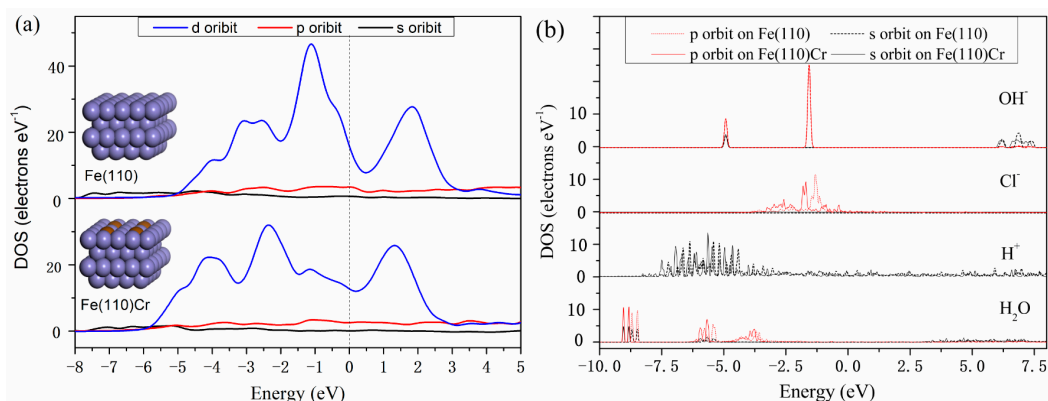 (a)
d oribit p oribit s oribit
DOS (electrons eV⁻¹)
40
20
0
Fe(110)
40
20
0
Fe(110)Cr
-8 -7 -6 -5 -4 -3 -2 -1 0 1 2 3 4 5
Energy (eV)
(b)
p orbit on Fe(110) s orbit on Fe(110)
p orbit on Fe(110)Cr s orbit on Fe(110)Cr
DOS (electrons eV⁻¹)
OH⁻
20
10
0
Cl⁻
10
0
H⁺
10
0
H₂O
10
0
-10.0 -7.5 -5.0 -2.5 0.0 2.5 5.0 7.5
Energy (eV)